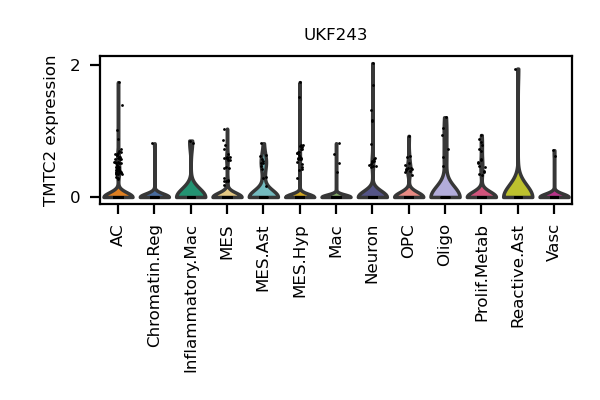 UKF243
TMTC2 expression
2
0
AC
Chromatin.Reg
Inflammatory.Mac
MES
MES.Ast
MES.Hyp
Mac
Neuron
OPC
Oligo
Prolif.Metab
Reactive.Ast
Vasc